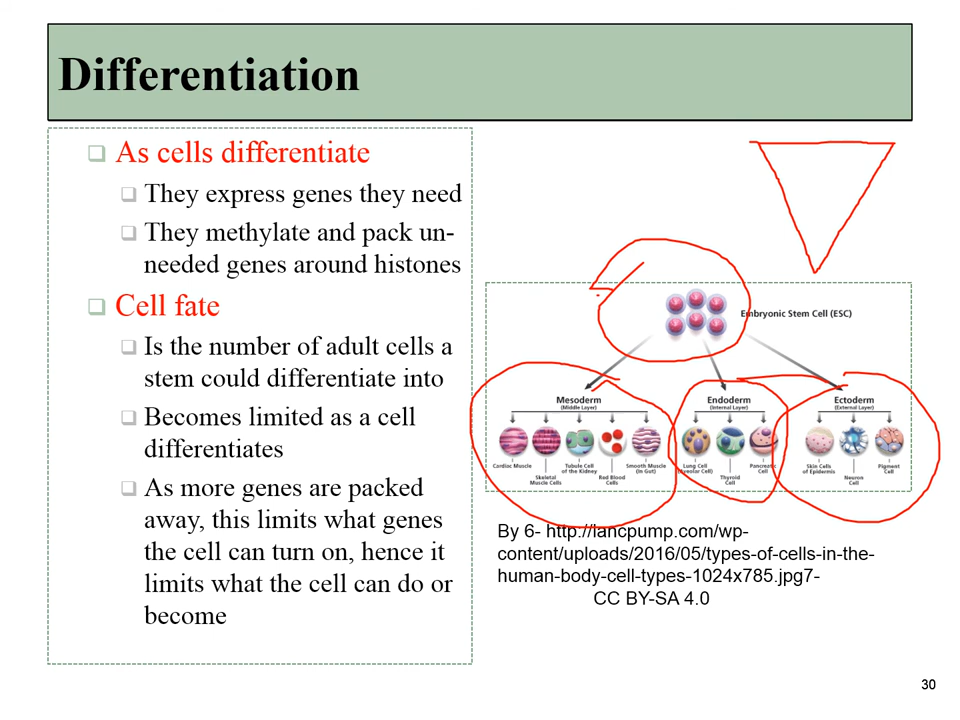 Differentiation
As cells differentiate
They express genes they need
They methylate and pack un-
needed genes around histones
Cell fate
Is the number of adult cells a
stem could differentiate into
Becomes limited as a cell
differentiates
As more genes are packed
away, this limits what genes
the cell can turn on, hence it
limits what the cell can do or
become
Embryonic Stem Cell (ESC)
Mesoderm
(Middle Layer)
Cardiac Muscle
Skeletal
Muscle Cells
Tubule Cell
of the Kidney
Red Blood
Cells
Smooth Muscle
(in Gut)
Endoderm
(Internal Layer)
Lung Cell
(Alveolar Cell)
Thyroid
Cell
Pancreatic
Cell
Ectoderm
(External Layer)
Skin Cells
of Epidermis
Neuron
Cell
Pigment
Cell
By 6- http://lancpump.com/wp-
content/uploads/2016/05/types-of-cells-in-the-
human-body-cell-types-1024x785.jpg7-
CC BY-SA 4.0
30